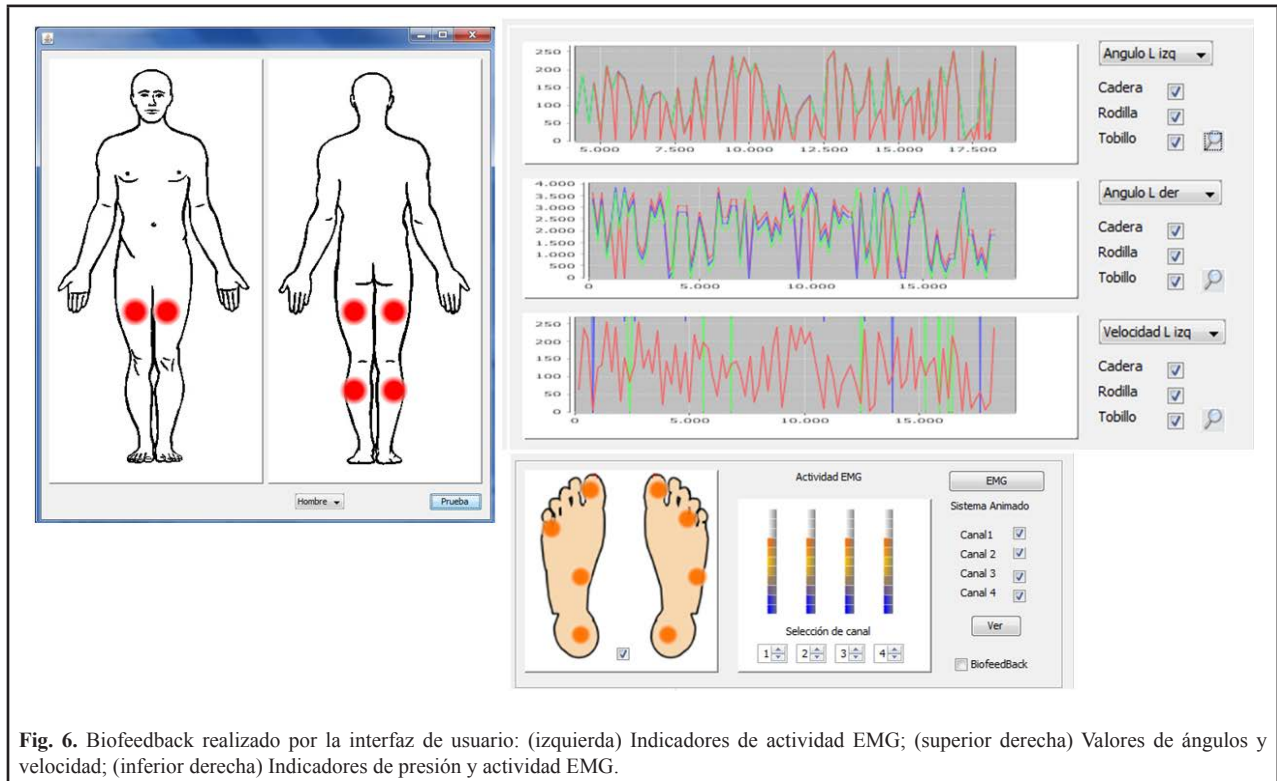 Hombre
Prueba
250
200
150
100
50
0
5.000 7.500 10.000 12.500 15.000 17.500
Angulo L izq
Cadera
Rodilla
Tobillo
4.000
3.500
3.000
2.500
2.000
1.500
1.000
500
0
0 5.000 10.000 15.000
Angulo L der
Cadera
Rodilla
Tobillo
250
200
150
100
50
0
0 5.000 10.000 15.000
Velocidad L izq
Cadera
Rodilla
Tobillo
Actividad EMG
Selección de canal
1 2 3 4
EMG
Sistema Animado
Canal1
Canal 2
Canal 3
Canal 4
Ver
BiofeedBack
Fig. 6. Biofeedback realizado por la interfaz de usuario: (izquierda) Indicadores de actividad EMG; (superior derecha) Valores de ángulos y
velocidad; (inferior derecha) Indicadores de presión y actividad EMG.